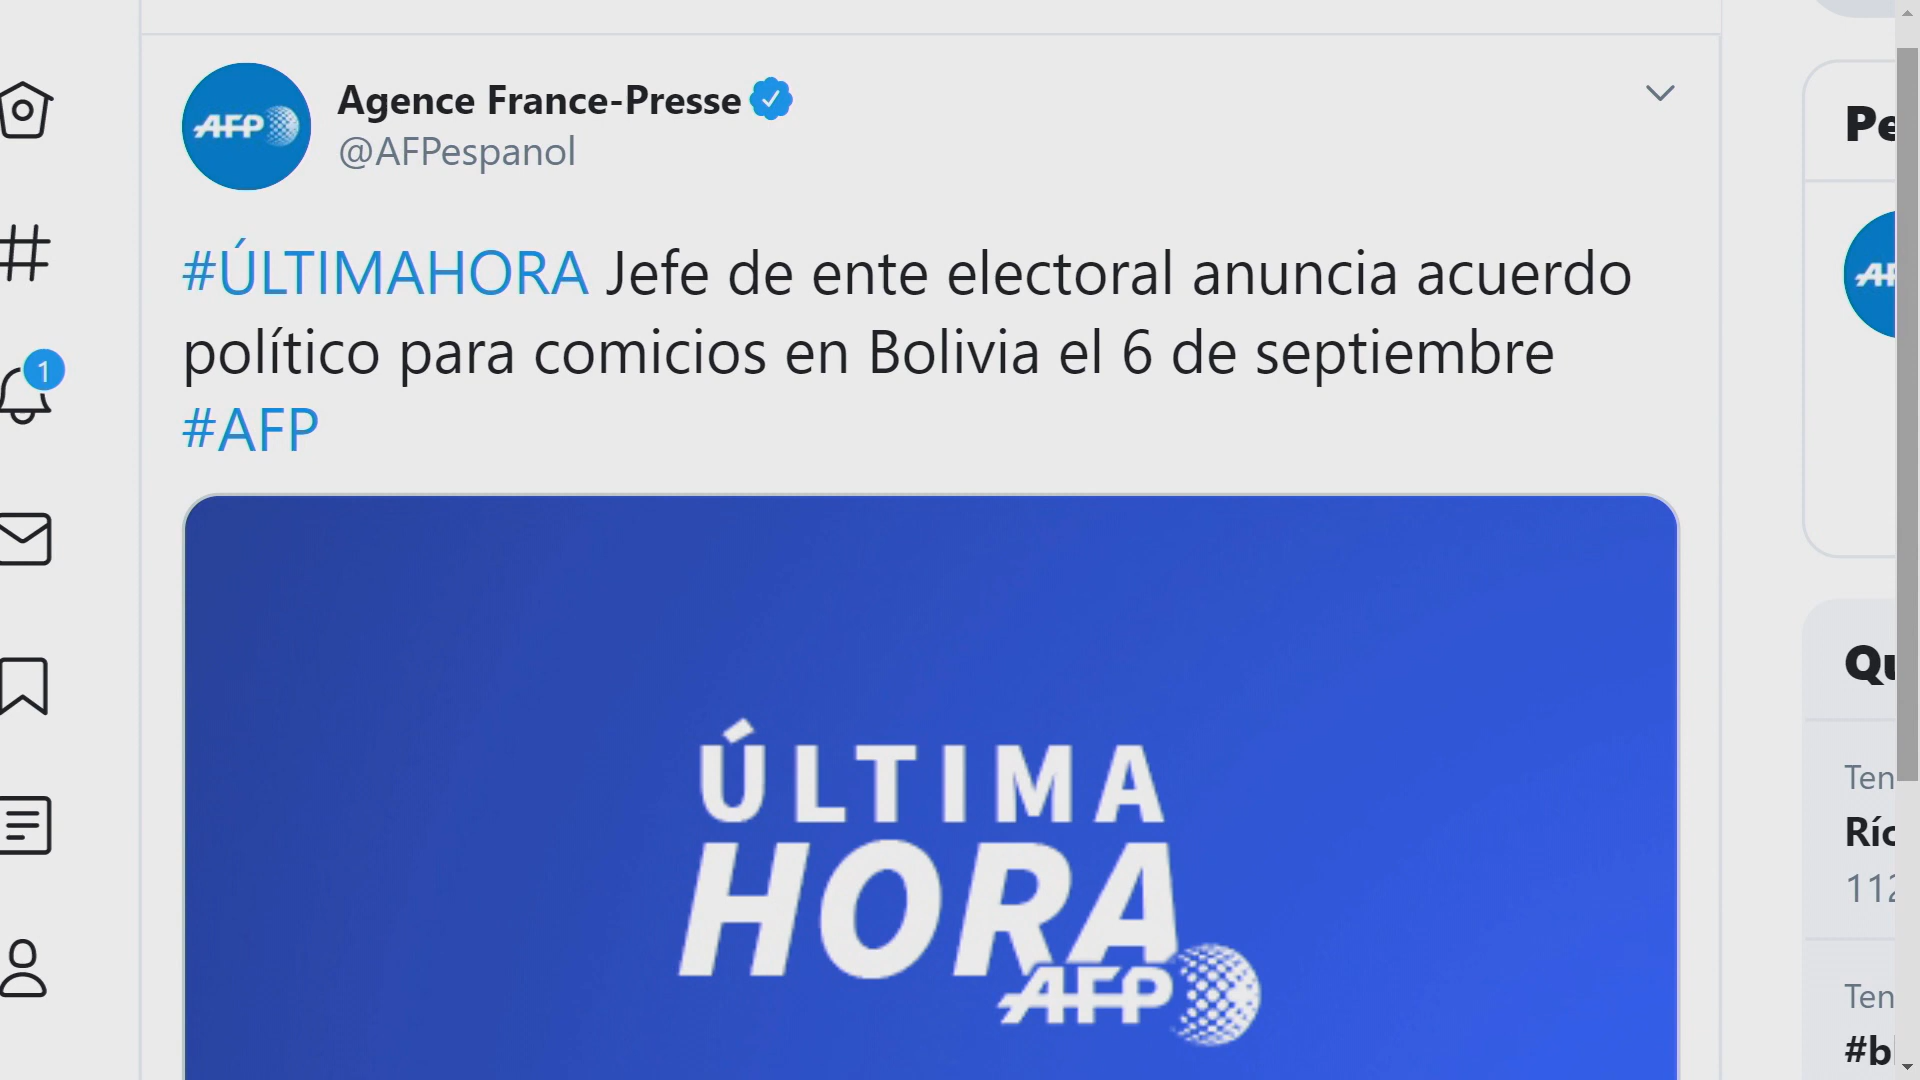 AFP
Agence France-Presse
@AFPespanol
#ÚLTIMAHORA Jefe de ente electoral anuncia acuerdo
político para comicios en Bolivia el 6 de septiembre
#AFP
1
ÚLTIMA
HORA
AFP